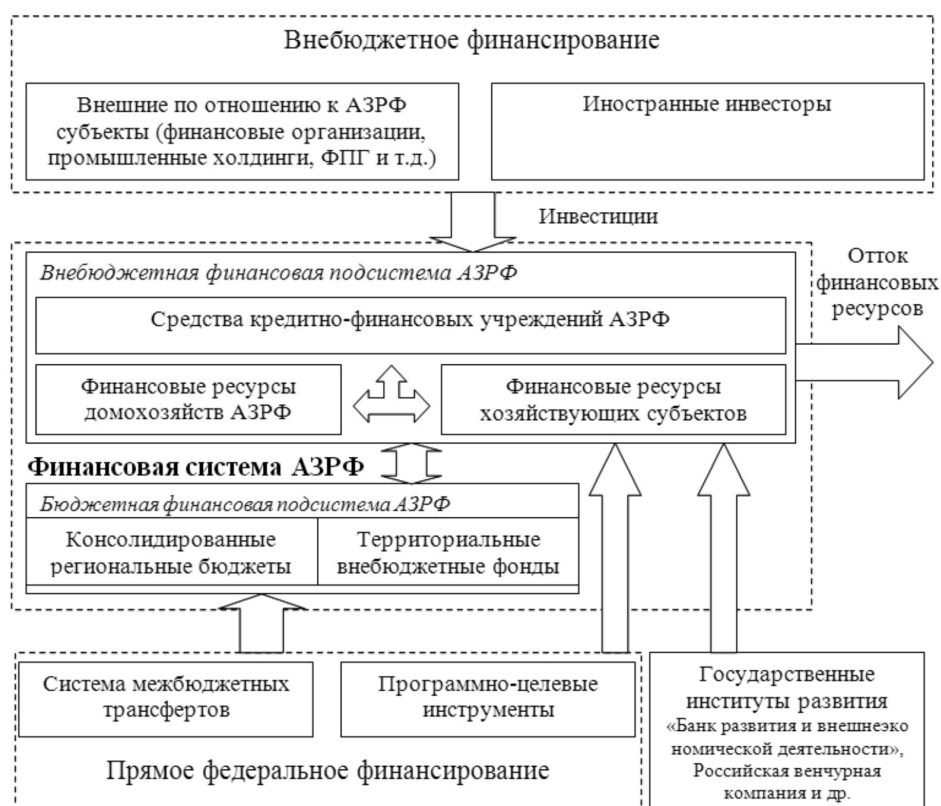 Внебюджетное финансирование
Внешние по отношению к АЗРФ
субъекты (финансовые организации,
промышленные холдинги, ФПГ и т.д.)
Иностранные инвесторы
Инвестиции
Внебюджетная финансовая подсистема АЗРФ
Средства кредитно-финансовых учреждений АЗРФ
Финансовые ресурсы
домохозяйств АЗРФ
Финансовые ресурсы
хозяйствующих субъектов
Отток
финансовых
ресурсов
Финансовая система АЗРФ
Бюджетная финансовая подсистема АЗРФ
Консолидированные
региональные бюджеты
Территориальные
внебюджетные фонды
Система межбюджетных
трансфертов
Программно-целевые
инструменты
Прямое федеральное финансирование
Государственные
институты развития
«Банк развития и внешнеэко
номической деятельности»,
Российская венчурная
компания и др.